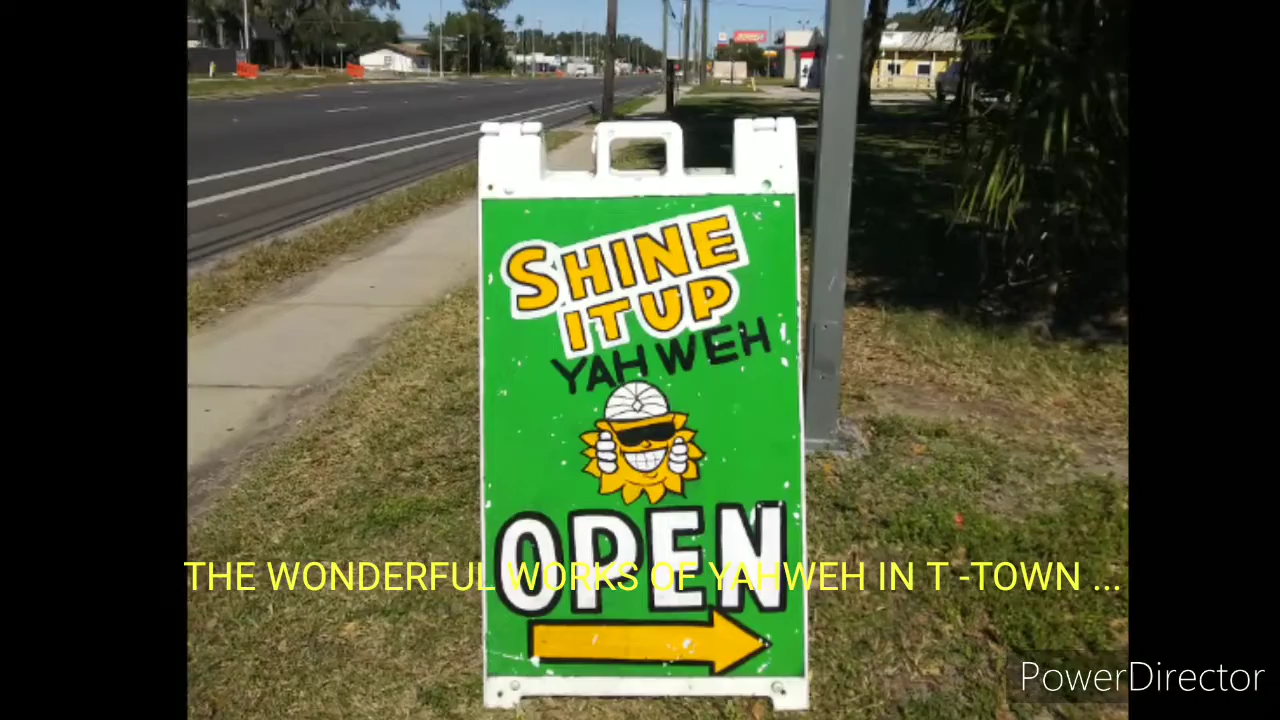 SHINE
IT UP
YAHWEH
OPEN
THE WONDERFUL WORKS OF YAHWEH IN T -TOWN ...
PowerDirector